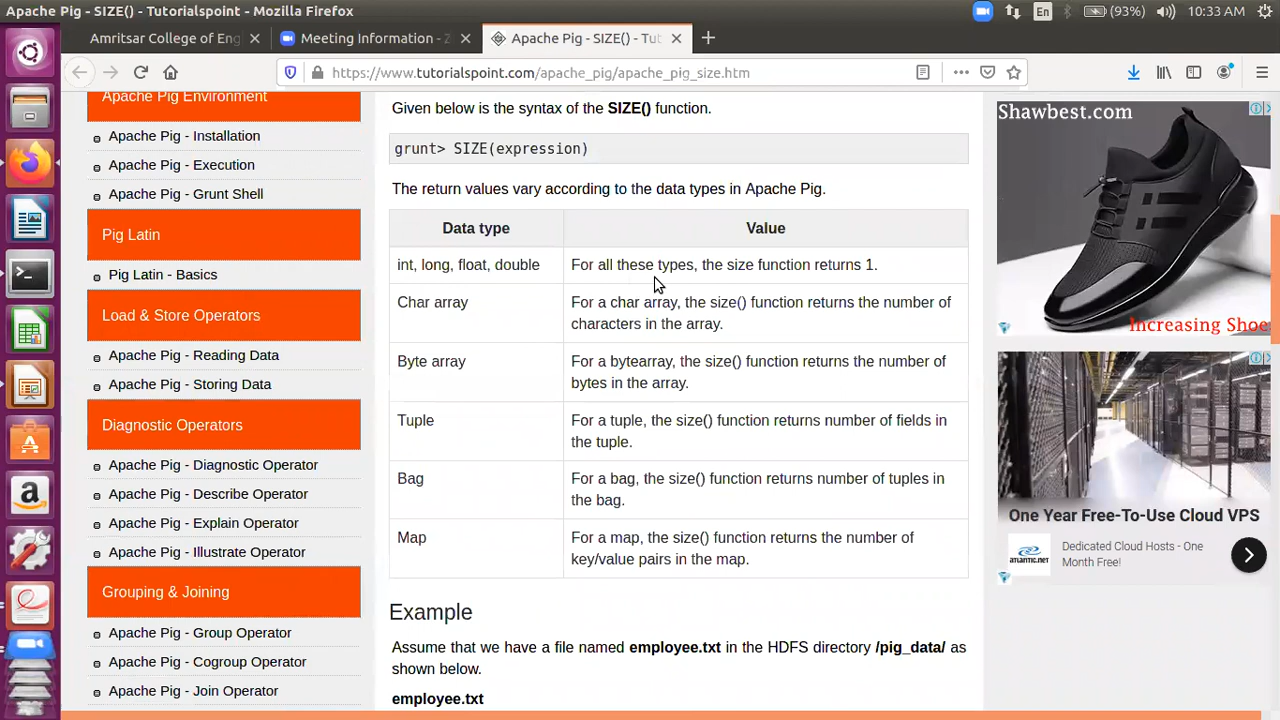 Apache Pig - SIZE() - Tutorialspoint - Mozilla Firefox
En (93%) 10:33 AM
Amritsar College of Eng
Meeting Information - Z
Apache Pig - SIZE() - Tut
https://www.tutorialspoint.com/apache_pig/apache_pig_size.htm
Apache Pig Environment
Apache Pig - Installation
Apache Pig - Execution
Apache Pig - Grunt Shell
Pig Latin
Pig Latin - Basics
Load & Store Operators
Apache Pig - Reading Data
Apache Pig - Storing Data
Diagnostic Operators
Apache Pig - Diagnostic Operator
Apache Pig - Describe Operator
Apache Pig - Explain Operator
Apache Pig - Illustrate Operator
Grouping & Joining
Apache Pig - Group Operator
Apache Pig - Cogroup Operator
Apache Pig - Join Operator
Given below is the syntax of the SIZE() function.
grunt> SIZE(expression)
The return values vary according to the data types in Apache Pig.
Data type Value
int, long, float, double For all these types, the size function returns 1.
Char array For a char array, the size() function returns the number of
characters in the array.
Byte array For a bytearray, the size() function returns the number of
bytes in the array.
Tuple For a tuple, the size() function returns number of fields in
the tuple.
Bag For a bag, the size() function returns number of tuples in
the bag.
Map For a map, the size() function returns the number of
key/value pairs in the map.
Example
Assume that we have a file named employee.txt in the HDFS directory /pig_data/ as
shown below.
employee.txt
Shawbest.com
Increasing Shoe
One Year Free-To-Use Cloud VPS
ATLANTIC.NET
Dedicated Cloud Hosts - One
Month Free!